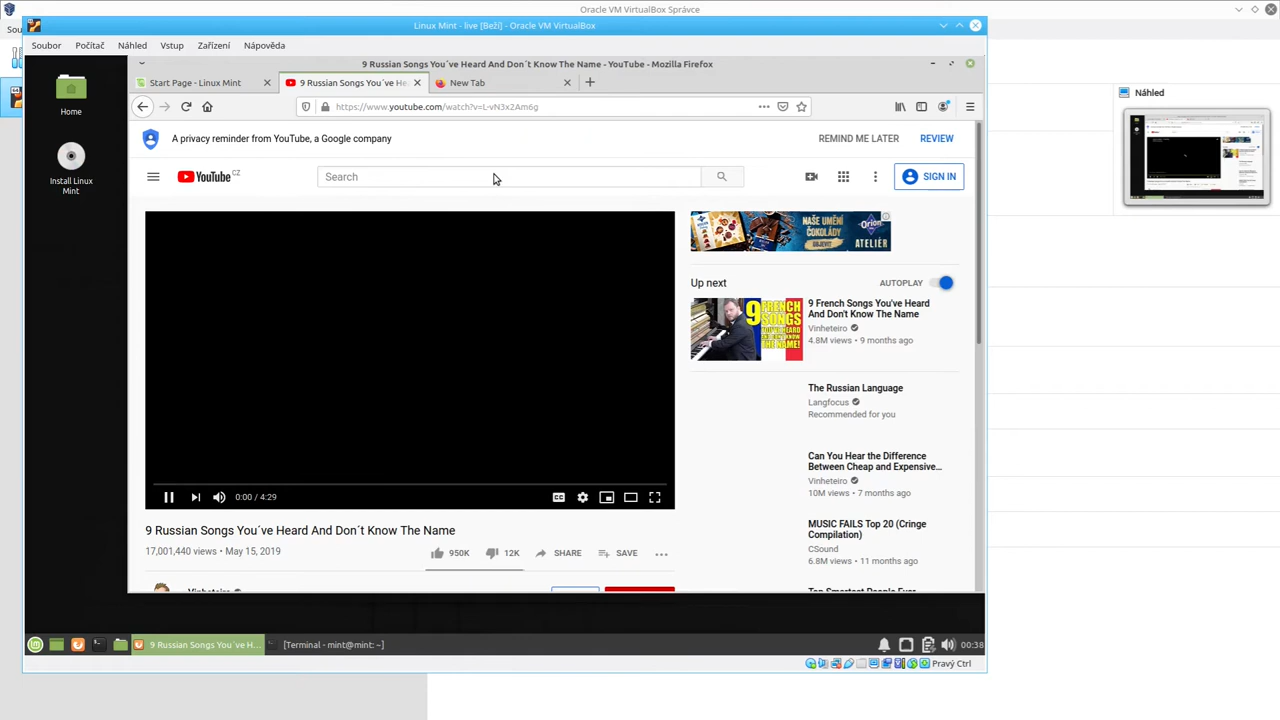 Oracle VM VirtualBox Správce
Sou
Linux Mint - live [Beží] - Oracle VM VirtualBox
Soubor Počítač Náhled Vstup Zařízení Nápověda
Náhled
9 Russian Songs You´ve Heard And Don´t Know The Name - YouTube - Mozilla Firefox
Start Page - Linux Mint
9 Russian Songs You´ve He
New Tab
https://www.youtube.com/watch?v=L-vN3x2Am6g
Home
Install Linux
Mint
A privacy reminder from YouTube, a Google company
REMIND ME LATER REVIEW
YouTube CZ
Search
SIGN IN
NAŠE UMĚNÍ
ČOKOLÁDY
OBJEVIT
Orion
ATELIÉR
Up next
AUTOPLAY
9 FRENCH
SONGS
9 French Songs You've Heard
And Don't Know The Name
Vinheteiro
4.8M views • 9 months ago
The Russian Language
Langfocus
Recommended for you
Can You Hear the Difference
Between Cheap and Expensive...
Vinheteiro
10M views • 7 months ago
MUSIC FAILS Top 20 (Cringe
Compilation)
CSound
6.8M views • 11 months ago
0:00 / 4:29
CC
9 Russian Songs You´ve Heard And Don´t Know The Name
17,001,440 views • May 15, 2019
950K 12K SHARE SAVE
9 Russian Songs You´ve H...
[Terminal - mint@mint: ~]
00:38
Pravý Ctrl